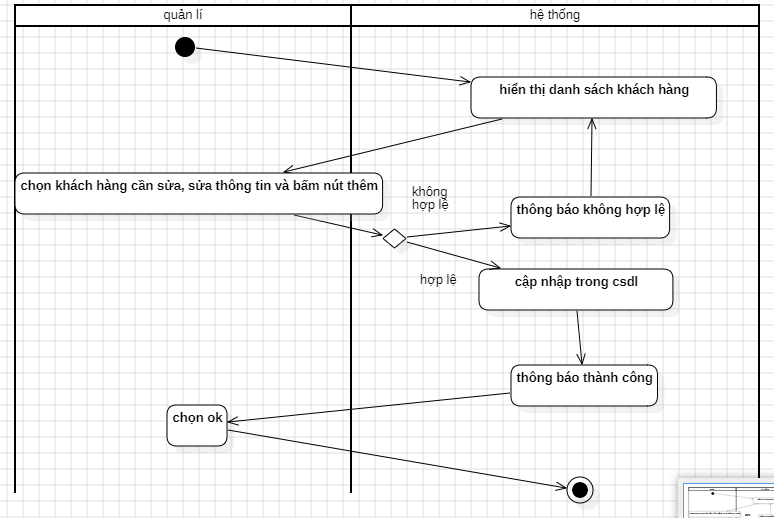 quản lí
hệ thống
hiển thị danh sách khách hàng
chọn khách hàng cần sửa, sửa thông tin và bấm nút thêm
không
hợp lệ
thông báo không hợp lệ
hợp lệ
cập nhập trong csdl
thông báo thành công
chọn ok